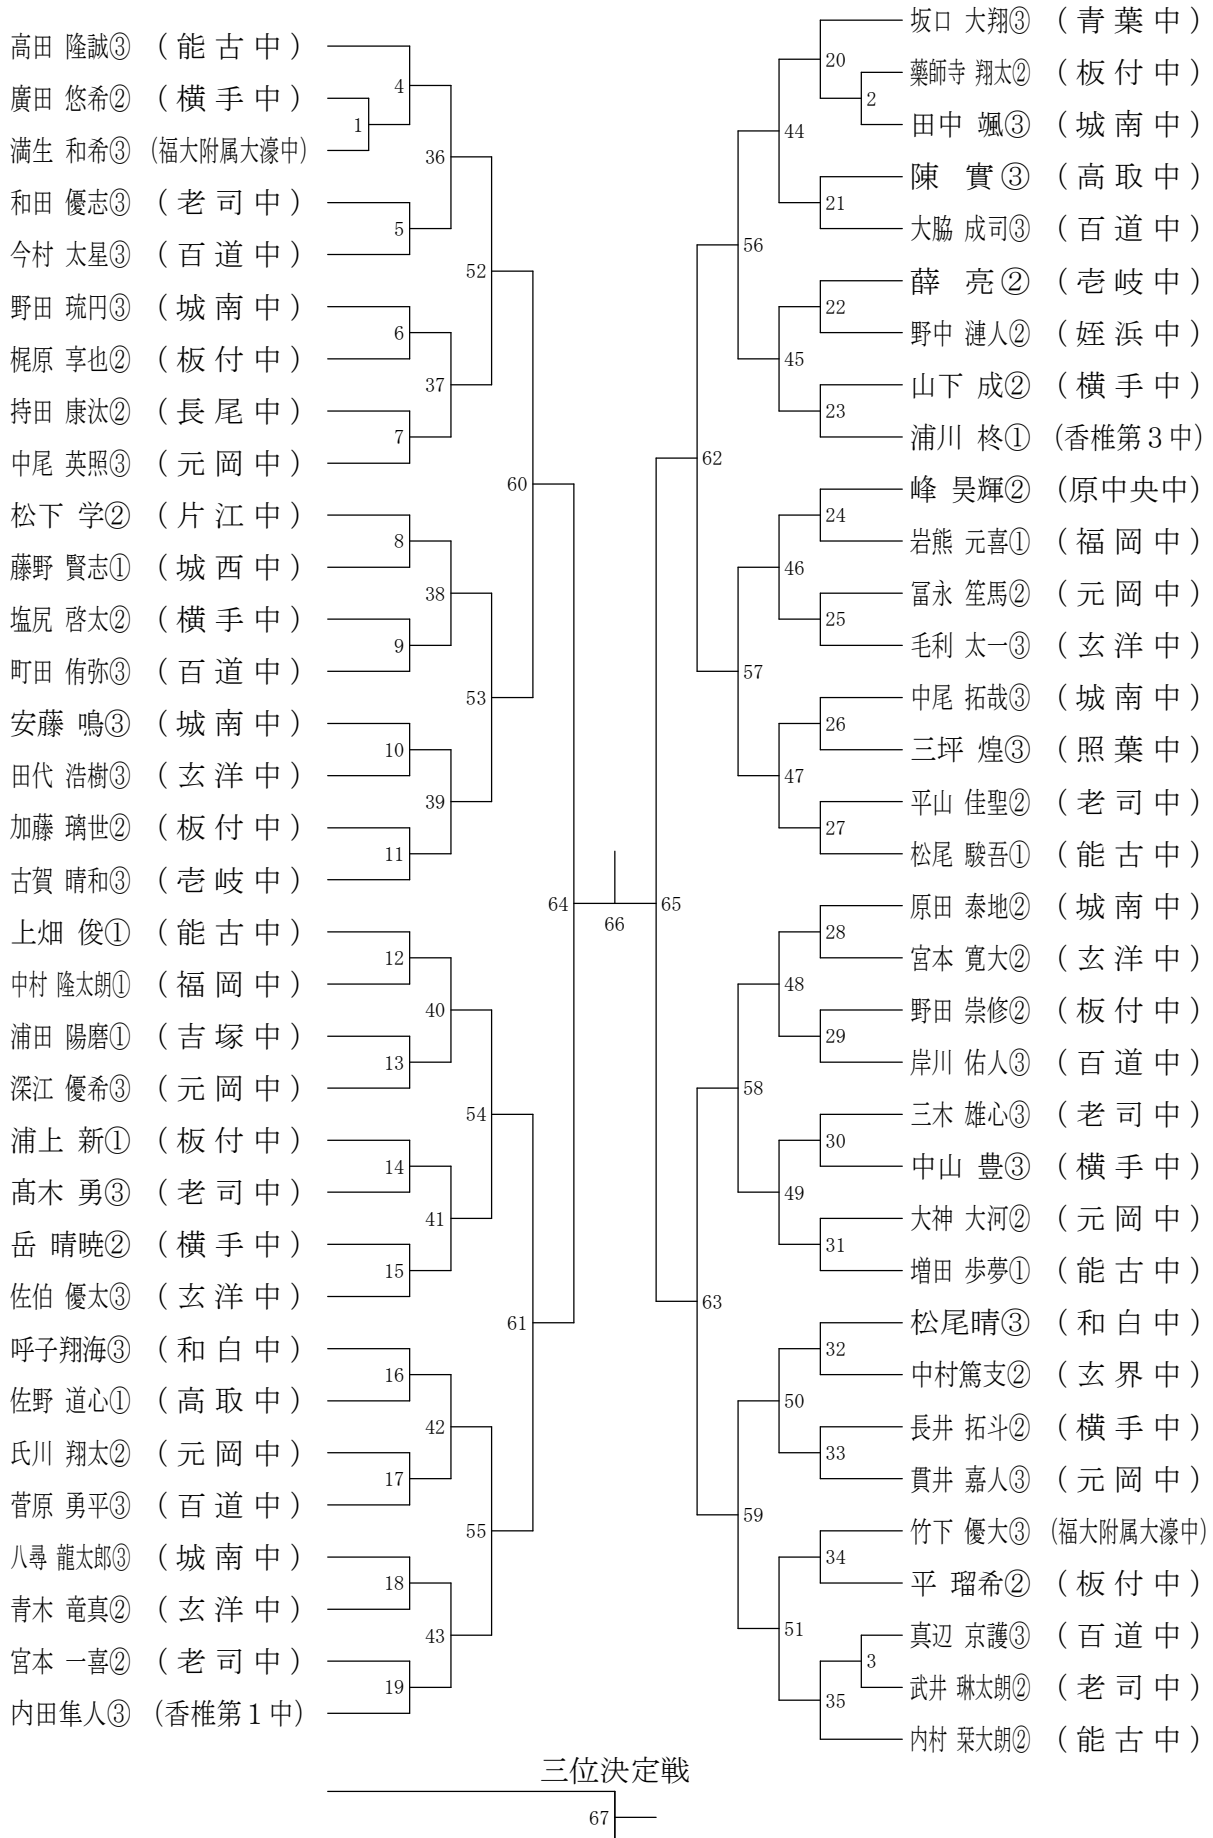 高田 隆誠③ (能古中)
廣田 悠希② (横手中)
満生 和希③ (福大附属大濠中)
和田 優志③ (老司中)
今村 太星③ (百道中)
野田 琉円③ (城南中)
梶原 享也② (板付中)
持田 康汰② (長尾中)
中尾 英照③ (元岡中)
松下 学② (片江中)
藤野 賢志① (城西中)
塩尻 啓太② (横手中)
町田 侑弥③ (百道中)
安藤 鳴③ (城南中)
田代 浩樹③ (玄洋中)
加藤 璃世② (板付中)
古賀 晴和③ (壱岐中)
上畑 俊① (能古中)
中村 隆太朗① (福岡中)
浦田 陽磨① (吉塚中)
深江 優希③ (元岡中)
浦上 新① (板付中)
髙木 勇③ (老司中)
岳 晴暁② (横手中)
佐伯 優太③ (玄洋中)
呼子翔海③ (和白中)
佐野 道心① (高取中)
氏川 翔太② (元岡中)
菅原 勇平③ (百道中)
八尋 龍太郎③ (城南中)
青木 竜真② (玄洋中)
宮本 一喜② (老司中)
内田隼人③ (香椎第1中)
1
4
5
6
7
8
9
10
11
12
13
14
15
16
17
18
19
36
37
38
39
40
41
42
43
52
53
54
55
60
61
64
66
65
62
63
56
57
58
59
44
45
46
47
48
49
50
51
20
2
21
22
23
24
25
26
27
28
29
30
31
32
33
34
3
35
坂口 大翔③ (青葉中)
藥師寺 翔太② (板付中)
田中 颯③ (城南中)
陳 實③ (高取中)
大脇 成司③ (百道中)
薛 亮② (壱岐中)
野中 漣人② (姪浜中)
山下 成② (横手中)
浦川 柊① (香椎第3中)
峰 昊輝② (原中央中)
岩熊 元喜① (福岡中)
冨永 笙馬② (元岡中)
毛利 太一③ (玄洋中)
中尾 拓哉③ (城南中)
三坪 煌③ (照葉中)
平山 佳聖② (老司中)
松尾 駿吾① (能古中)
原田 泰地② (城南中)
宮本 寛大② (玄洋中)
野田 崇修② (板付中)
岸川 佑人③ (百道中)
三木 雄心③ (老司中)
中山 豊③ (横手中)
大神 大河② (元岡中)
増田 歩夢① (能古中)
松尾晴③ (和白中)
中村篤支② (玄界中)
長井 拓斗② (横手中)
貫井 嘉人③ (元岡中)
竹下 優大③ (福大附属大濠中)
平 瑠希② (板付中)
真辺 京護③ (百道中)
武井 琳太朗② (老司中)
内村 栞大朗② (能古中)
三位決定戦
67